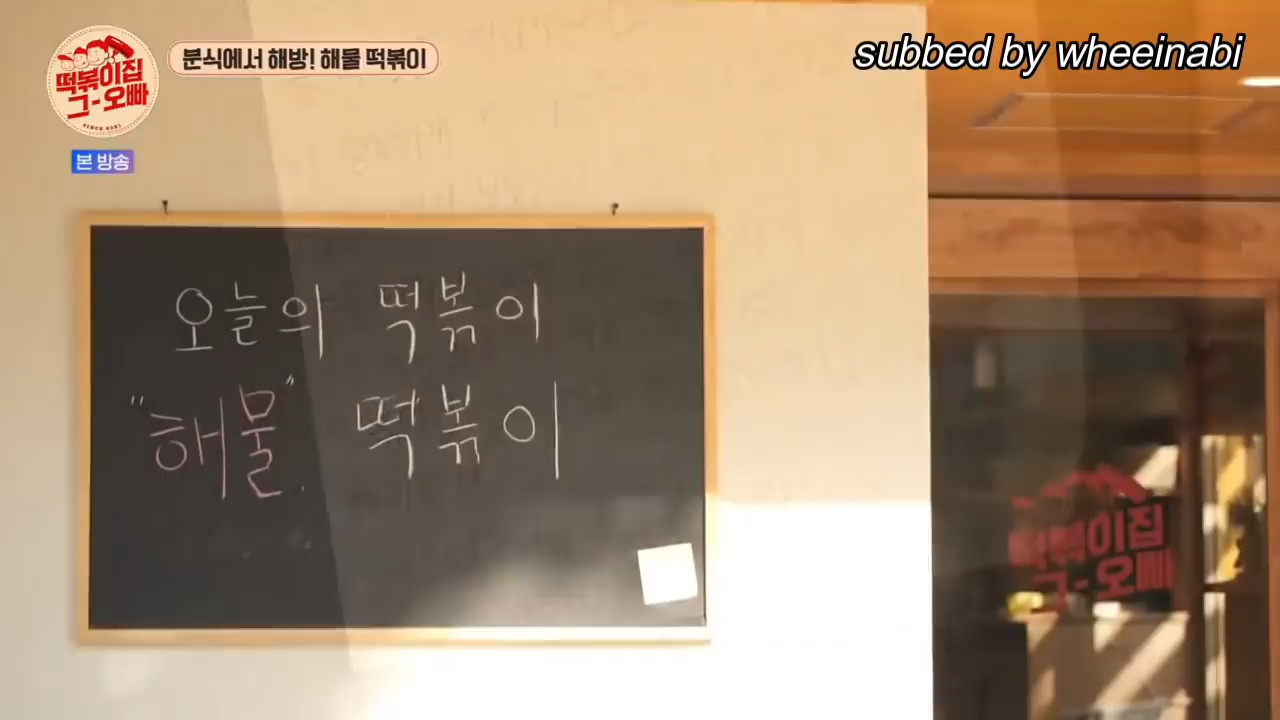 떡볶이집
그-오빠
SINCE 2021
분식에서 해방! 해물 떡볶이
subbed by wheeinabi
본 방송
오늘의 떡볶이
"해물" 떡볶이
떡볶이집
그-오빠